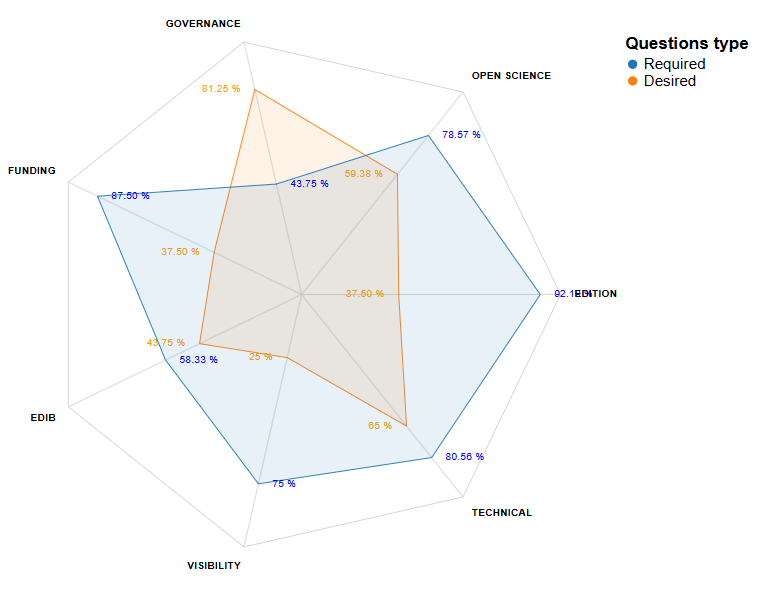 GOVERNANCE
Questions type
Required
Desired
OPEN SCIENCE
81.25 %
78.57 %
FUNDING
59.38 %
43.75 %
87.50 %
37.50 %
37.50 %
EDITION
43.75 %
58.33 %
25 %
EDIB
65 %
80.56 %
75 %
TECHNICAL
VISIBILITY